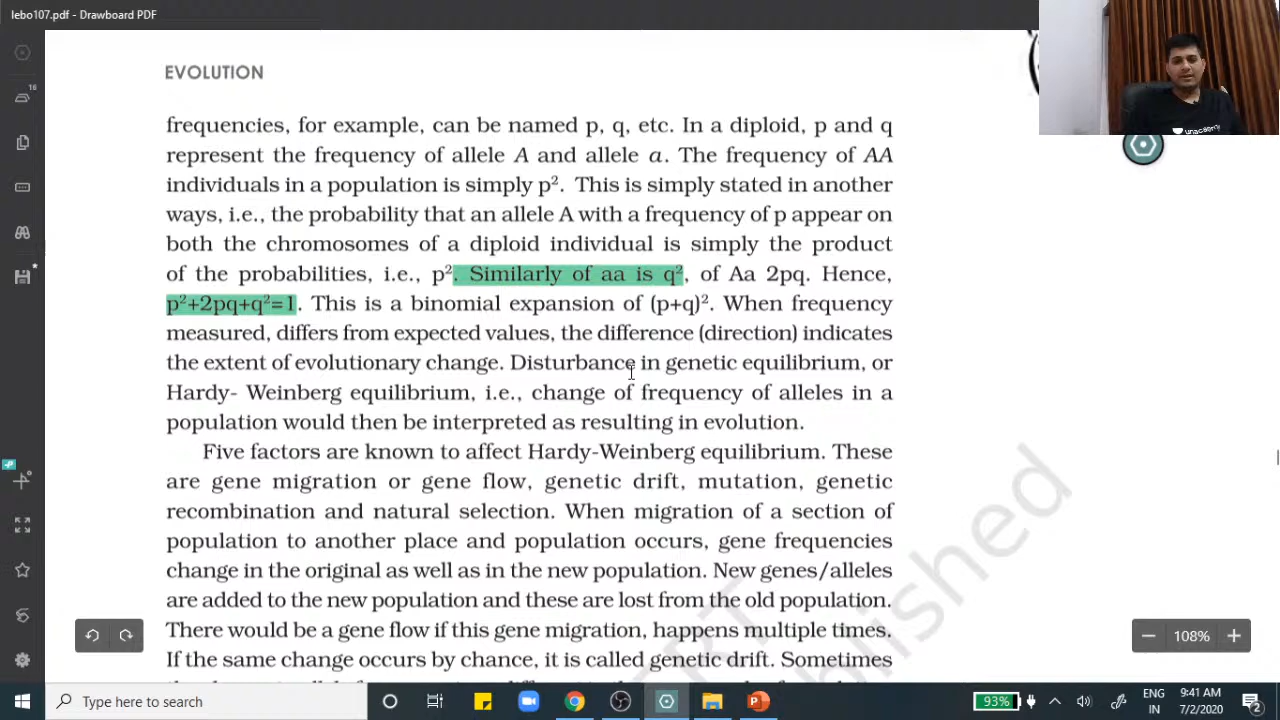 lebo107.pdf - Drawboard PDF
EVOLUTION
frequencies, for example, can be named p, q, etc. In a diploid, p and q
represent the frequency of allele A and allele a. The frequency of AA
individuals in a population is simply p². This is simply stated in another
ways, i.e., the probability that an allele A with a frequency of p appear on
both the chromosomes of a diploid individual is simply the product
of the probabilities, i.e., p². Similarly of aa is q², of Aa 2pq. Hence,
p²+2pq+q²=1. This is a binomial expansion of (p+q)². When frequency
measured, differs from expected values, the difference (direction) indicates
the extent of evolutionary change. Disturbance in genetic equilibrium, or
Hardy- Weinberg equilibrium, i.e., change of frequency of alleles in a
population would then be interpreted as resulting in evolution.
Five factors are known to affect Hardy-Weinberg equilibrium. These
are gene migration or gene flow, genetic drift, mutation, genetic
recombination and natural selection. When migration of a section of
population to another place and population occurs, gene frequencies
change in the original as well as in the new population. New genes/alleles
are added to the new population and these are lost from the old population.
There would be a gene flow if this gene migration, happens multiple times.
If the same change occurs by chance, it is called genetic drift. Sometimes
108%
Type here to search
93%
ENG
IN
9:41 AM
7/2/2020
2